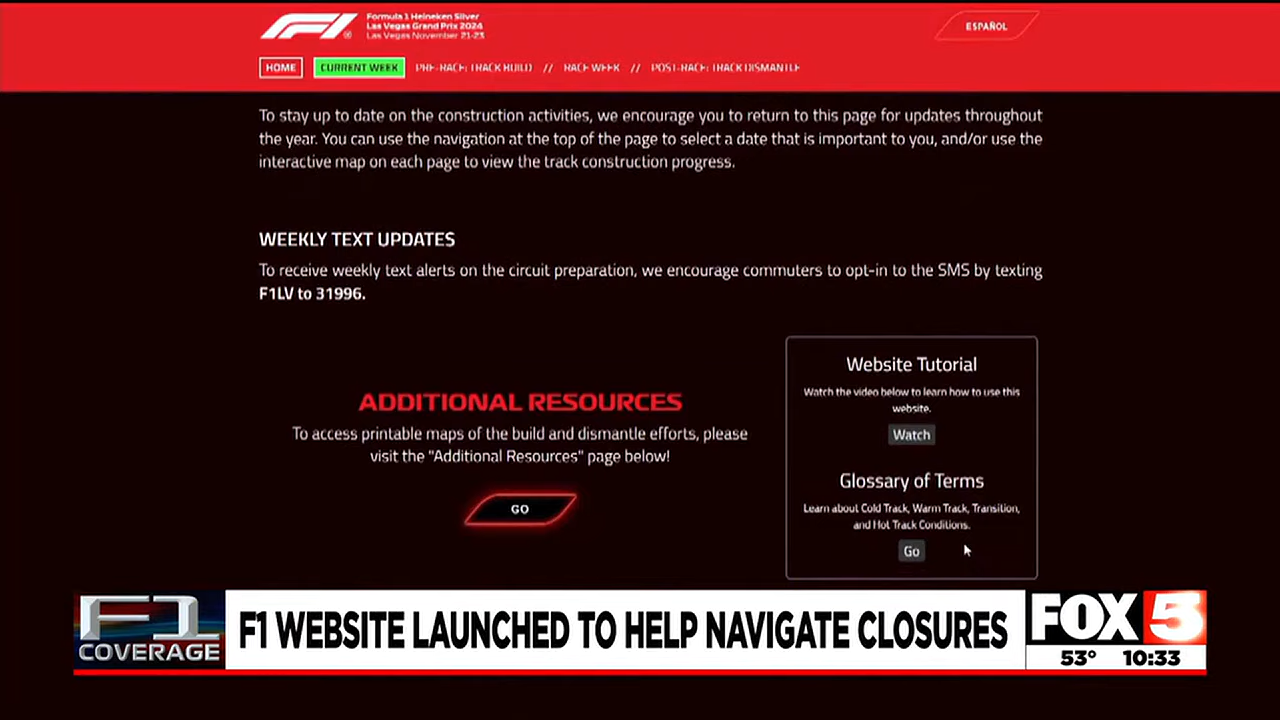 F1
Formula 1 Heineken Silver
Las Vegas Grand Prix 2024
Las Vegas November 21-23
ESPAÑOL
HOME CURRENT WEEK PRE-RACE: TRACK BUILD // RACE WEEK // POST-RACE: TRACK DISMANTLE
To stay up to date on the construction activities, we encourage you to return to this page for updates throughout
the year. You can use the navigation at the top of the page to select a date that is important to you, and/or use the
interactive map on each page to view the track construction progress.
WEEKLY TEXT UPDATES
To receive weekly text alerts on the circuit preparation, we encourage commuters to opt-in to the SMS by texting
F1LV to 31996.
ADDITIONAL RESOURCES
To access printable maps of the build and dismantle efforts, please
visit the "Additional Resources" page below!
GO
Website Tutorial
Watch the video below to learn how to use this
website.
Watch
Glossary of Terms
Learn about Cold Track, Warm Track, Transition,
and Hot Track Conditions.
Go
F1
COVERAGE
F1 WEBSITE LAUNCHED TO HELP NAVIGATE CLOSURES
FOX 5
53° 10:33